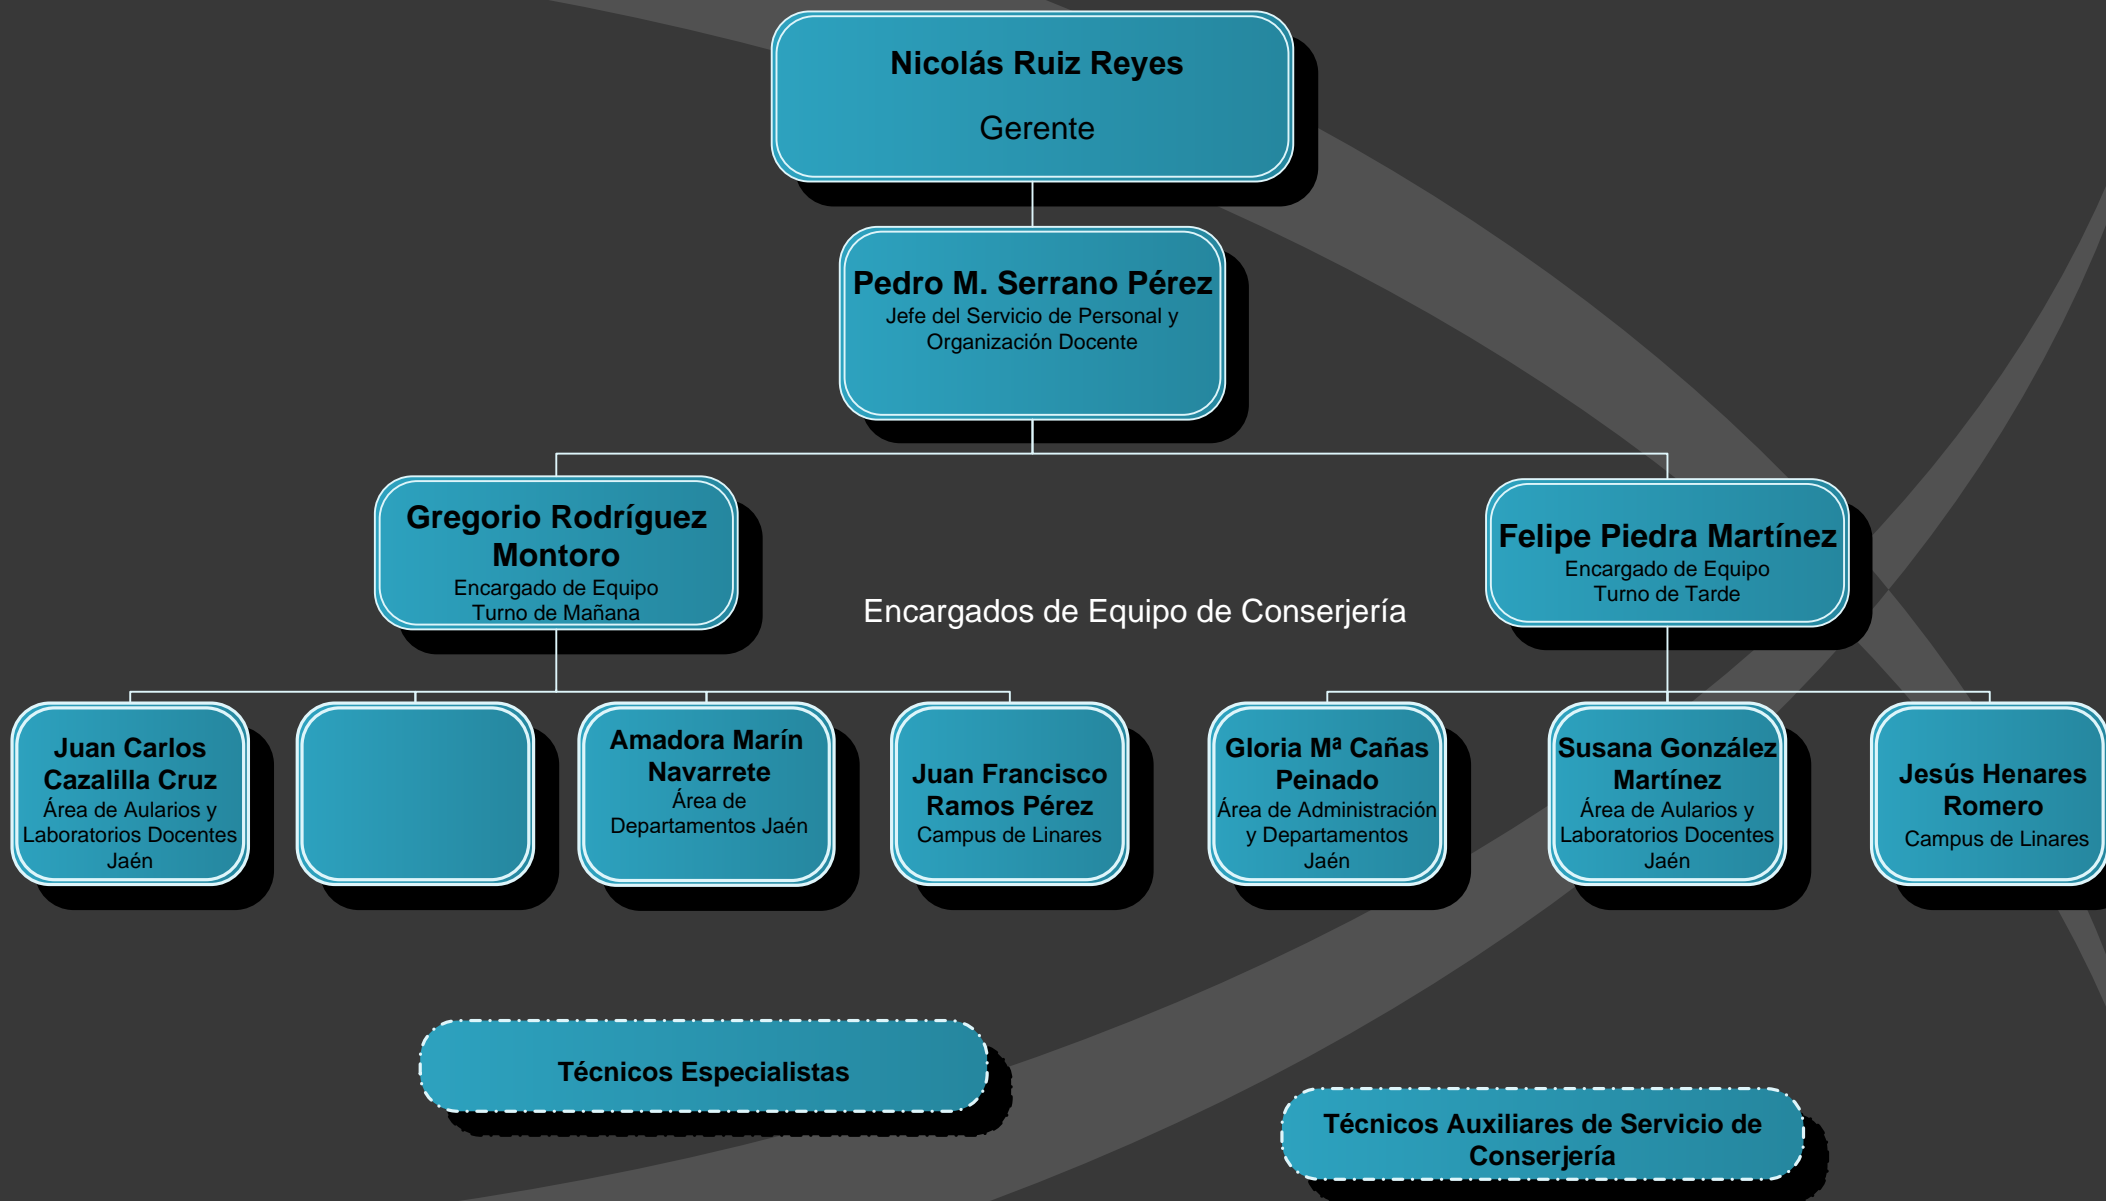 Nicolás Ruiz Reyes
Gerente
Pedro M. Serrano Pérez
Jefe del Servicio de Personal y
Organización Docente
Gregorio Rodríguez
Montoro
Encargado de Equipo
Turno de Mañana
Encargados de Equipo de Conserjería
Felipe Piedra Martínez
Encargado de Equipo
Turno de Tarde
Juan Carlos
Cazalilla Cruz
Área de Aularios y
Laboratorios Docentes
Jaén
Amadora Marín
Navarrete
Área de
Departamentos Jaén
Juan Francisco
Ramos Pérez
Campus de Linares
Gloria Mª Cañas
Peinado
Área de Administración
y Departamentos
Jaén
Susana González
Martínez
Área de Aularios y
Laboratorios Docentes
Jaén
Jesús Henares
Romero
Campus de Linares
Técnicos Especialistas
Técnicos Auxiliares de Servicio de
Conserjería